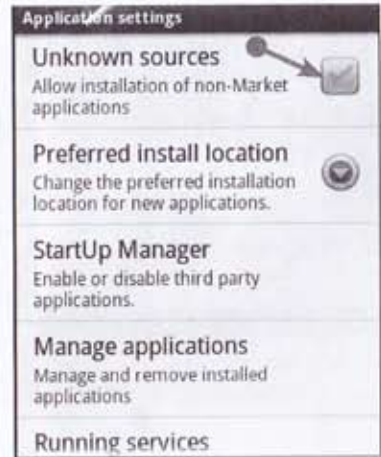 Application settings
Unknown sources
Allow installation of non-Market
applications
Preferred install location
Change the preferred installation
location for new applications.
StartUp Manager
Enable or disable third party
applications.
Manage applications
Manage and remove installed
applications
Running services